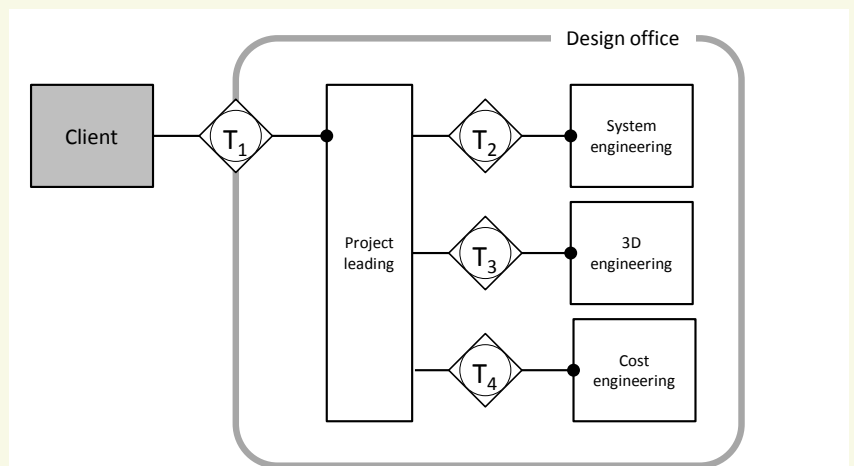 Design office
Client
T1
T2
System
engineering
Project
leading
T3
3D
engineering
T4
Cost
engineering